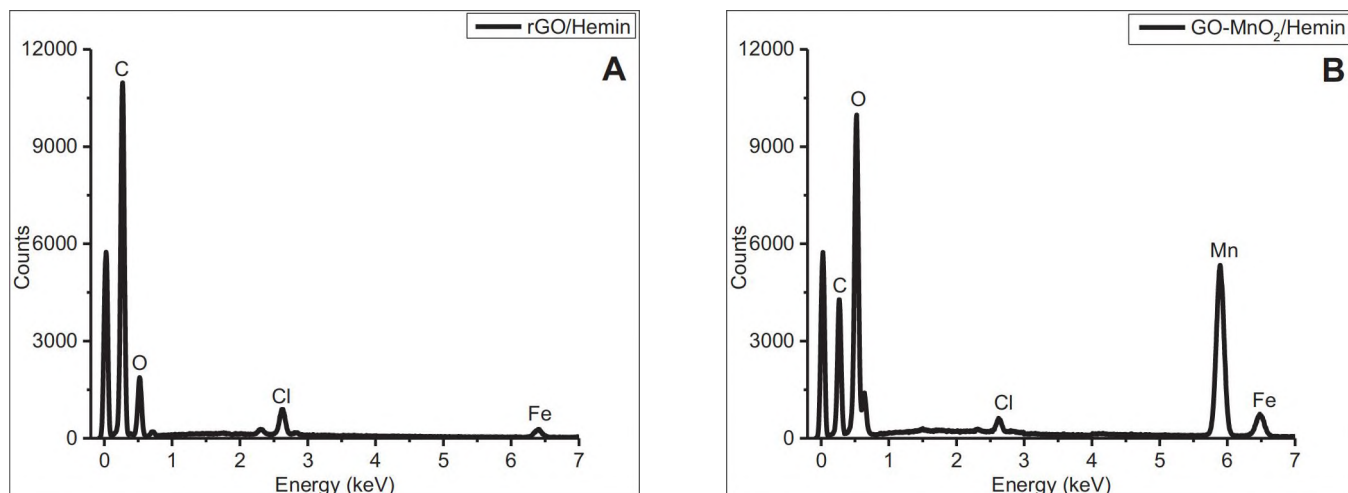 rGO/Hemin
A
12000
9000
6000
3000
0
Counts
C
O
Cl
Fe
0 1 2 3 4 5 6 7
Energy (keV)
GO-MnO₂/Hemin
B
12000
9000
6000
3000
0
Counts
C
O
Cl
Mn
Fe
0 1 2 3 4 5 6 7
Energy (keV)